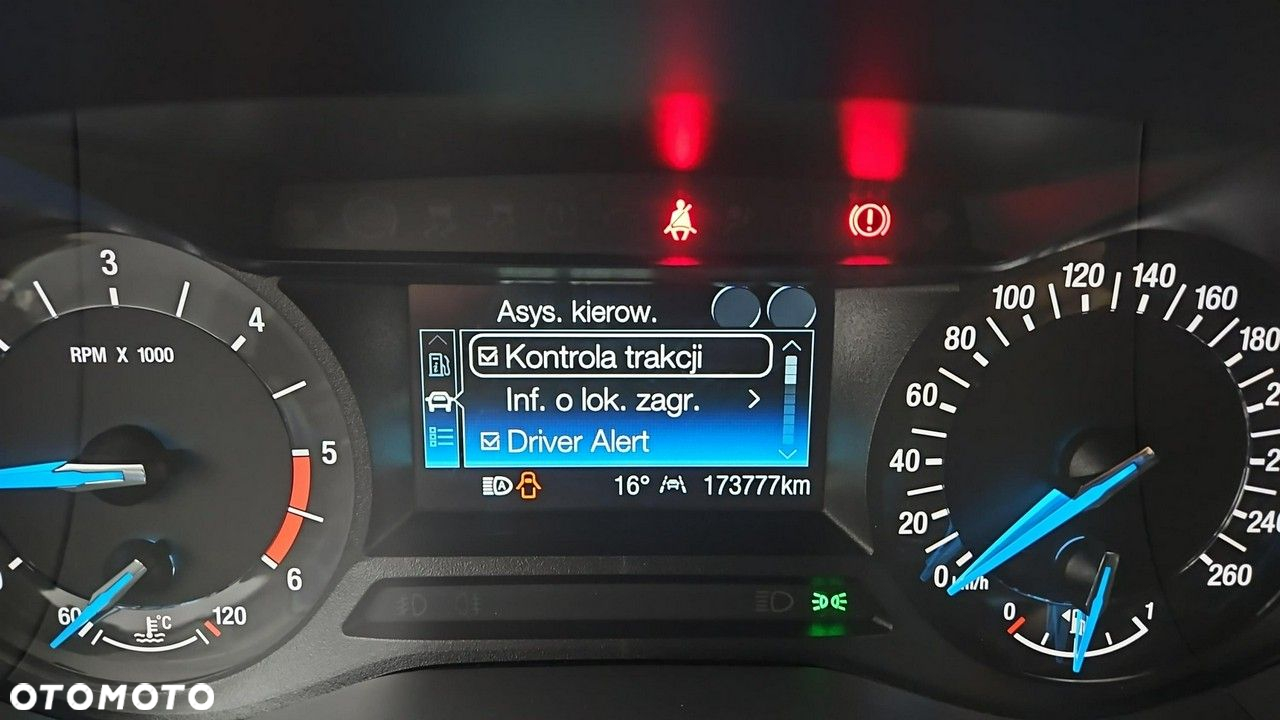 Asys. kierow.
Kontrola trakcji
Inf. o lok. zagr.
Driver Alert
16° 173777km
3
4
5
6
RPM X 1000
60 °C 120
0
20
40
60
80
100
120
140
160
180
240
260
km/h
0 1
OTOMOTO